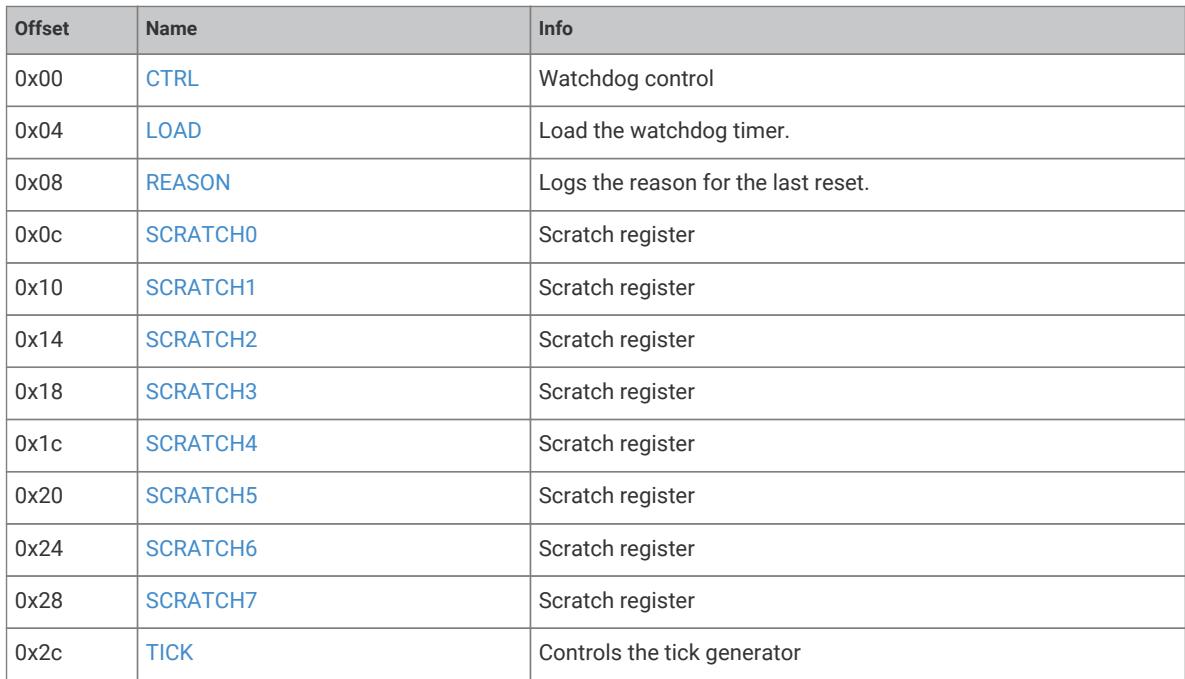 Offset Name Info
0x00 CTRL Watchdog control
0x04 LOAD Load the watchdog timer.
0x08 REASON Logs the reason for the last reset.
0x0c SCRATCH0 Scratch register
0x10 SCRATCH1 Scratch register
0x14 SCRATCH2 Scratch register
0x18 SCRATCH3 Scratch register
0x1c SCRATCH4 Scratch register
0x20 SCRATCH5 Scratch register
0x24 SCRATCH6 Scratch register
0x28 SCRATCH7 Scratch register
0x2c TICK Controls the tick generator